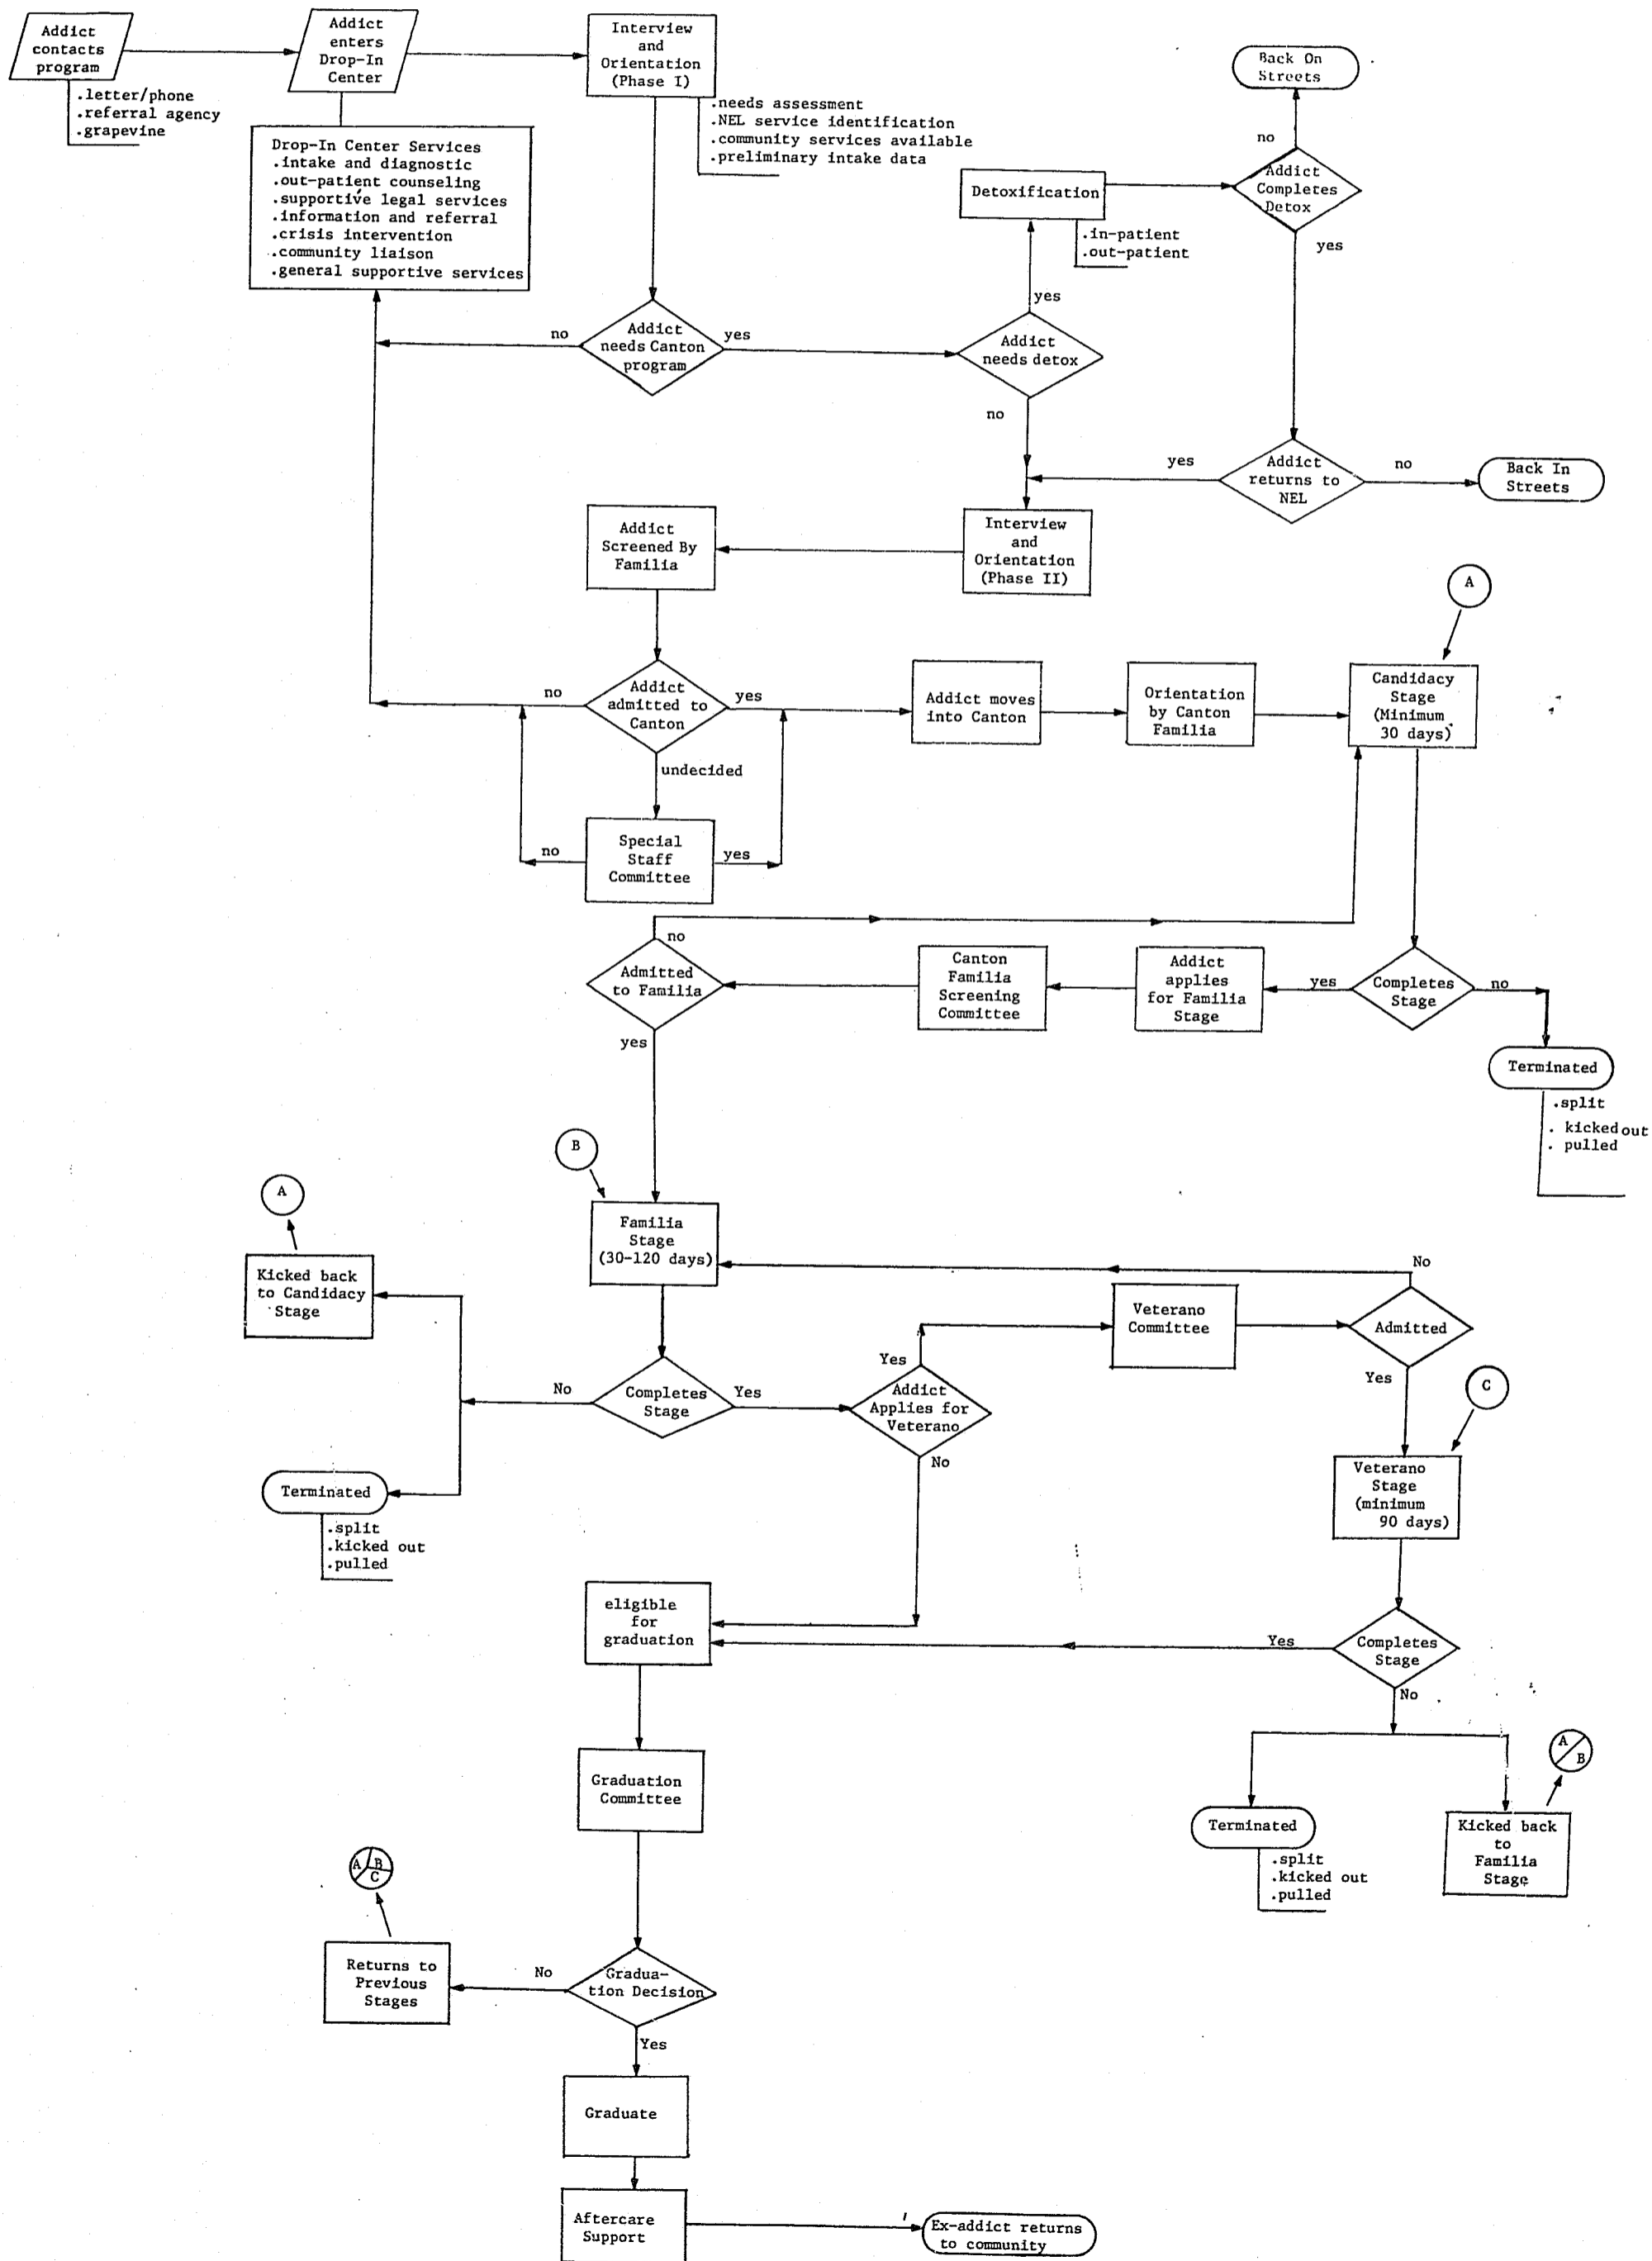 Addict
contacts
program
.letter/phone
.referral agency
.grapevine
Addict
enters
Drop-In
Center
Drop-In Center Services
.intake and diagnostic
.out-patient counseling
.supportive legal services
.information and referral
.crisis intervention
.community liaison
.general supportive services
Interview
and
Orientation
(Phase I)
.needs assessment
.NEL service identification
.community services available
.preliminary intake data
Addict
needs Canton
program
no
yes
Addict
needs detox
yes
no
Detoxification
.in-patient
.out-patient
Addict
Completes
Detox
no
yes
Back On
Streets
Addict
returns to
NEL
yes
no
Back In
Streets
Interview
and
Orientation
(Phase II)
Addict
Screened By
Familia
Addict
admitted to
Canton
no
yes
undecided
Special
Staff
Committee
no
yes
Addict moves
into Canton
Orientation
by Canton
Familia
A
Candidacy
Stage
(Minimum
30 days)
Completes
Stage
yes
no
Terminated
.split
. kicked out
. pulled
Addict
applies
for Familia
Stage
Canton
Familia
Screening
Committee
Admitted
to Familia
no
yes
B
Familia
Stage
(30-120 days)
A
Kicked back
to Candidacy
Stage
Completes
Stage
No
Yes
Terminated
.split
.kicked out
.pulled
Addict
Applies for
Veterano
Yes
No
Veterano
Committee
Admitted
No
Yes
C
Veterano
Stage
(minimum
90 days)
Completes
Stage
Yes
No
Terminated
.split
.kicked out
.pulled
A
B
Kicked back
to
Familia
Stage
eligible
for
graduation
Graduation
Committee
Gradua-
tion Decision
No
Yes
A
B
C
Returns to
Previous
Stages
Graduate
Aftercare
Support
Ex-addict returns
to community